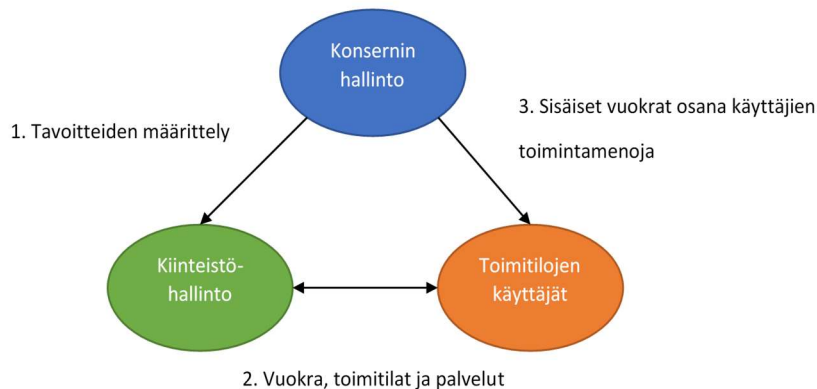 Konsernin
hallinto
1. Tavoitteiden määrittely
3. Sisäiset vuokrat osana käyttäjien
toimintamenoja
Kiinteistö-
hallinto
Toimitilojen
käyttäjät
2. Vuokra, toimitilat ja palvelut